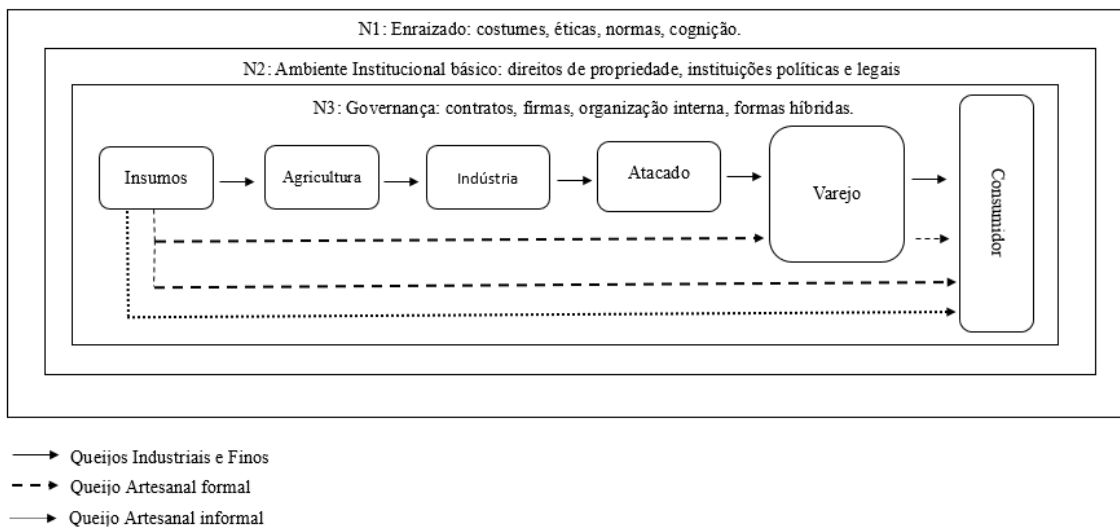 N1: Enraizado: costumes, éticas, normas, cognição.
N2: Ambiente Institucional básico: direitos de propriedade, instituições políticas e legais
N3: Governança: contratos, firmas, organização interna, formas híbridas.
Insumos
Agricultura
Indústria
Atacado
Varejo
Consumidor
Queijos Industriais e Finos
Queijo Artesanal formal
Queijo Artesanal informal